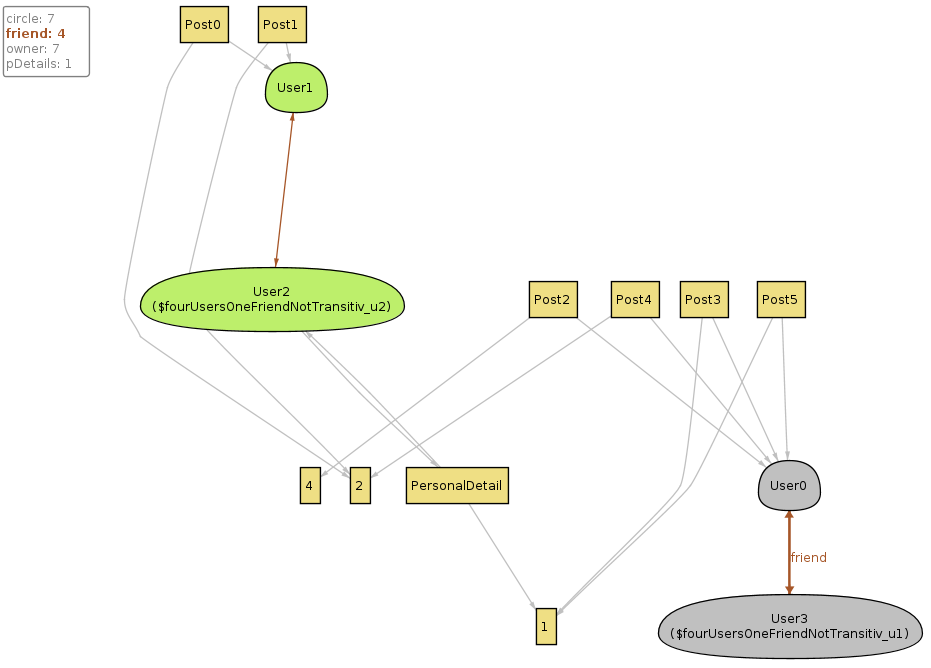 circle: 7
friend: 4
owner: 7
pDetails: 1
Post0
Post1
User1
User2
($fourUsersOneFriendNotTransitiv_u2)
Post2
Post4
Post3
Post5
4
2
PersonalDetail
User0
friend
1
User3
($fourUsersOneFriendNotTransitiv_u1)